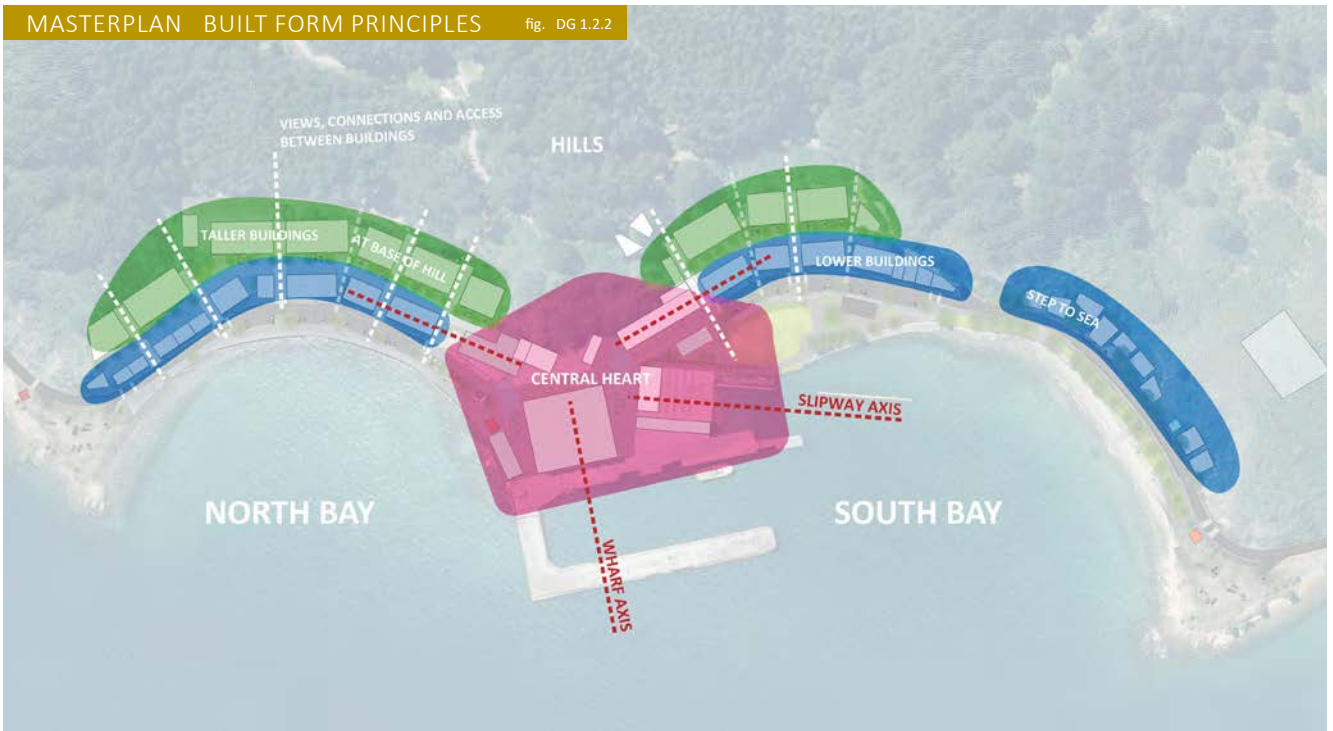 MASTERPLAN BUILT FORM PRINCIPLES fig. DG 1.2.2
VIEWS, CONNECTIONS AND ACCESS
BETWEEN BUILDINGS
HILLS
TALLER BUILDINGS
AT BASE OF HILL
LOWER BUILDINGS
STEP TO SEA
CENTRAL HEART
SLIPWAY AXIS
NORTH BAY
SOUTH BAY
WHARF AXIS